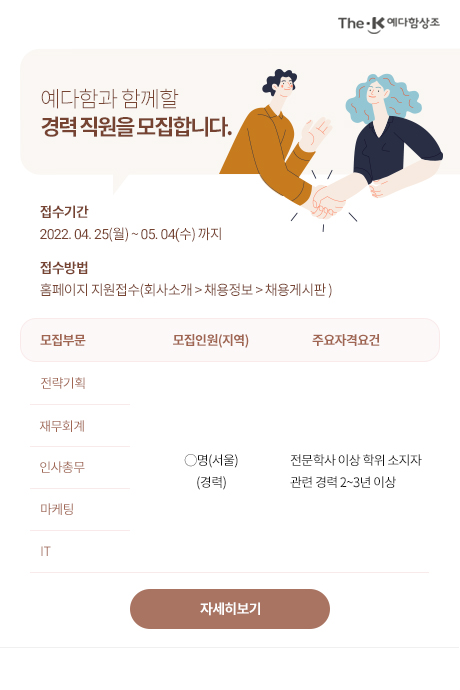 The·K 예다함상조
예다함과 함께할
경력 직원을 모집합니다.
접수기간
2022. 04. 25(월) ~ 05. 04(수) 까지
접수방법
홈페이지 지원접수(회사소개 > 채용정보 > 채용게시판 )
모집부문 모집인원(지역) 주요자격요건
전략기획
재무회계
인사총무
마케팅
IT
〇명(서울)
(경력)
전문학사 이상 학위 소지자
관련 경력 2~3년 이상
자세히보기